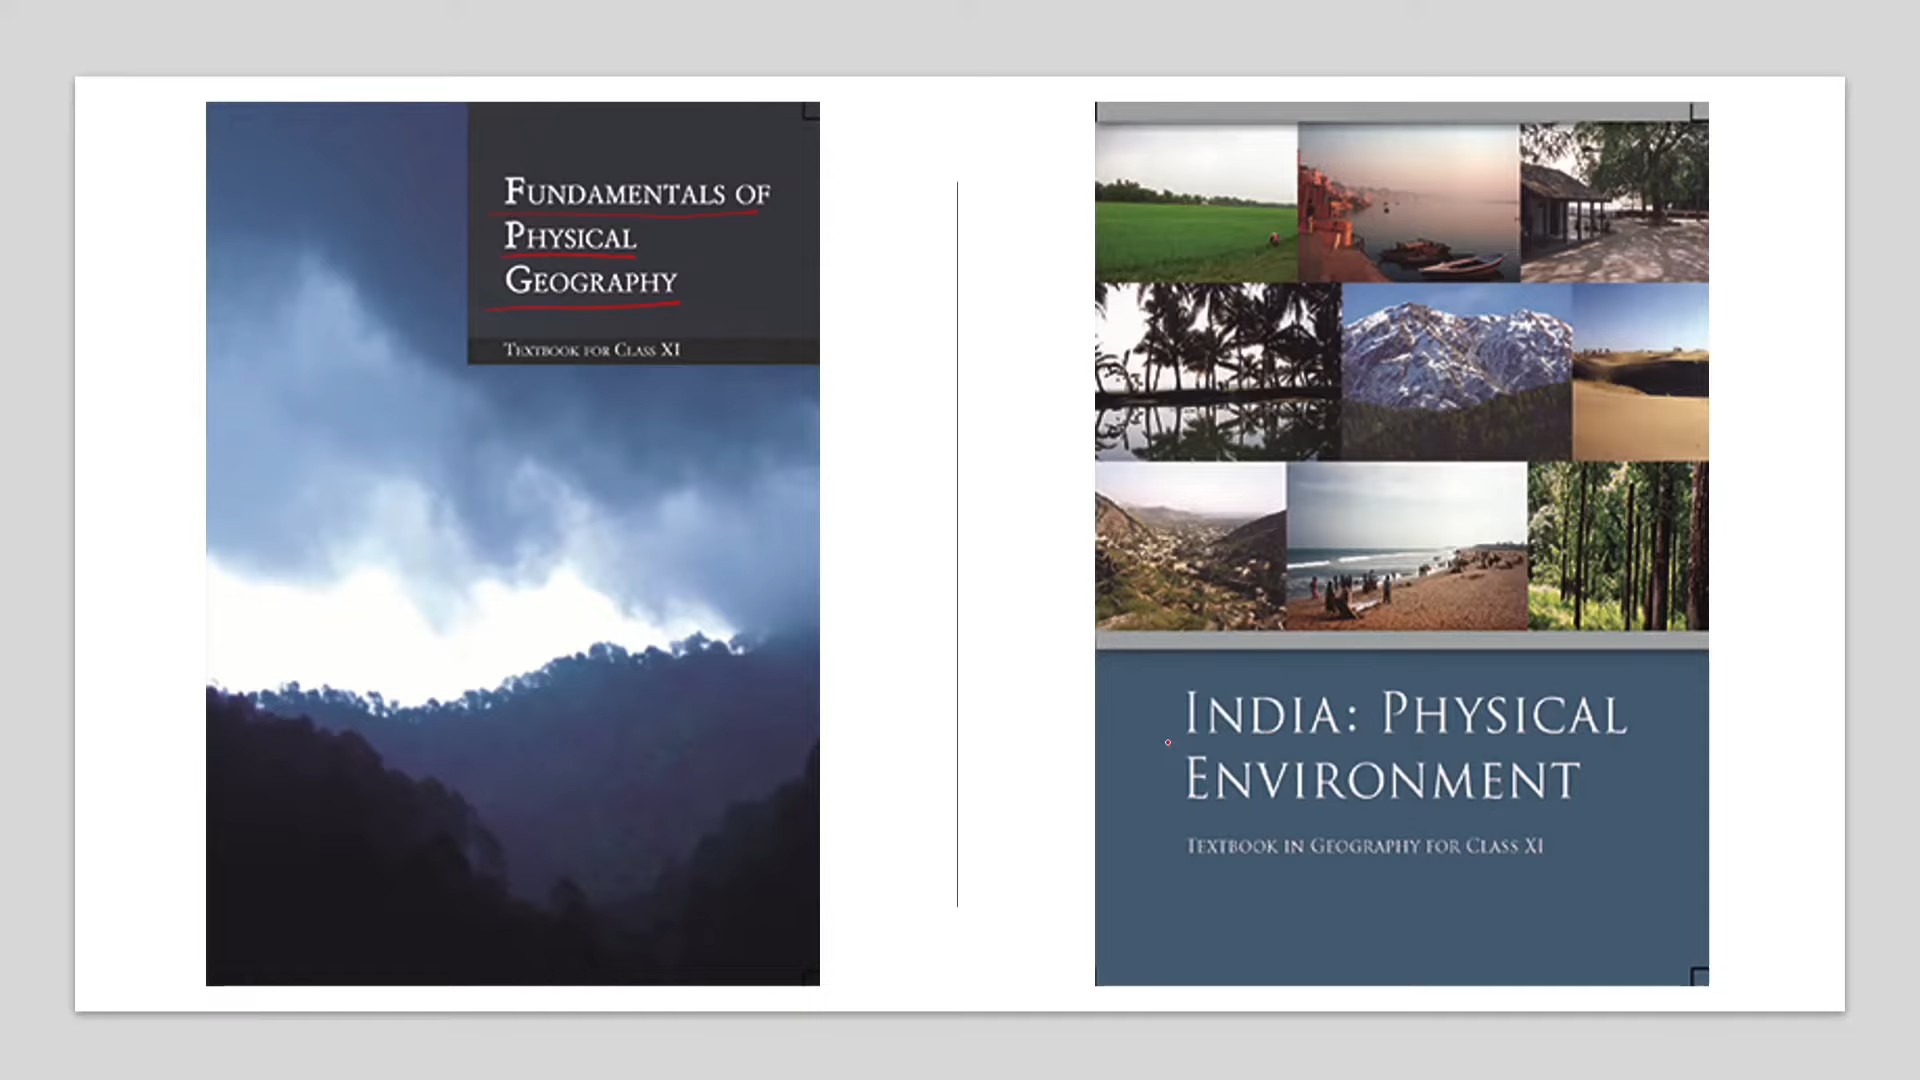 FUNDAMENTALS OF
PHYSICAL
GEOGRAPHY
TEXTBOOK FOR CLASS XI
INDIA: PHYSICAL
ENVIRONMENT
TEXTBOOK IN GEOGRAPHY FOR CLASS XI